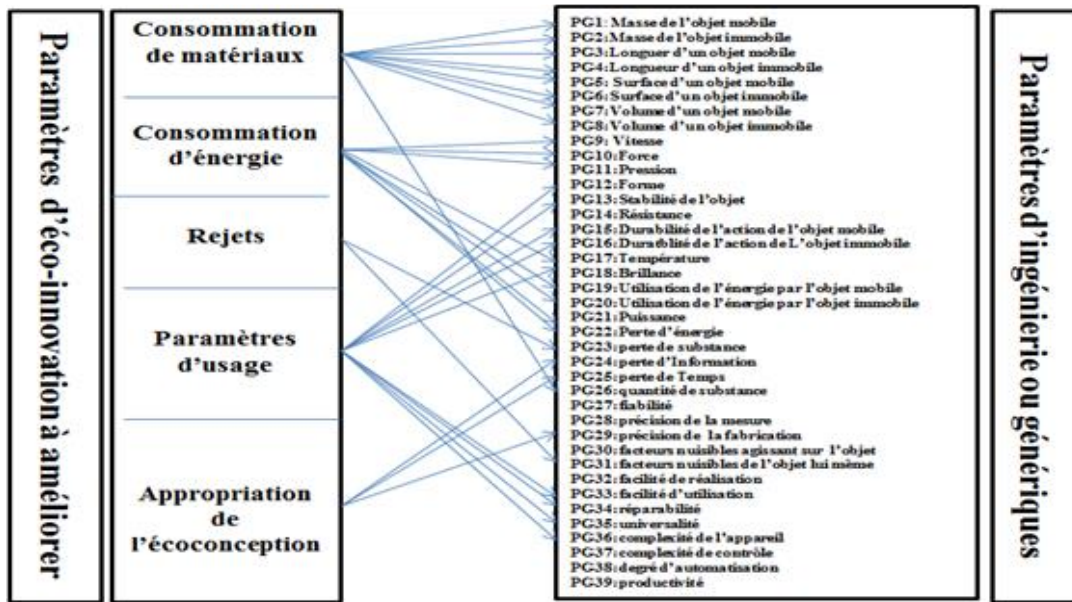 Paramètres d'éco-innovation à améliorer
Consommation
de matériaux
Consommation
d'énergie
Rejets
Paramètres
d'usage
Appropriation
de
l'écoconception
PG1: Masse de l'objet mobile
PG2:Masse de l'objet immobile
PG3:Longuer d'un objet mobile
PG4:Longueur d'un objet immobile
PG5: Surface d'un objet mobile
PG6:Surface d'un objet immobile
PG7:Volume d'un objet mobile
PG8:Volume d'un objet immobile
PG9: Vitesse
PG10:Force
PG11:Pression
PG12:Forme
PG13:Stabilité de l'objet
PG14:Résistance
PG15:Durabilité de l'action de l'objet mobile
PG16:Duratblité de l'action de L'objet immobile
PG17:Température
PG18:Brillance
PG19:Utilisation de l'énergie par l'objet mobile
PG20:Utilisation de l'énergie par l'objet immobile
PG21:Puissance
PG22:Perte d'énergie
PG23:perte de substance
PG24:perte d'Information
PG25:perte de Temps
PG26:quantité de substance
PG27:fiabilité
PG28:précision de la mesure
PG29:précision de la fabrication
PG30:facteurs nuisibles agissant sur l'objet
PG31:facteurs nuisibles de l'objet lui mème
PG32:facilité de réalisation
PG33:facilité d'utilisation
PG34:réparabilité
PG35:universalité
PG36:complexité de l'appareil
PG37:complexité de contrôle
PG38:degré d'automatisation
PG39:productivité
Paramètres d'ingénierie ou génériques